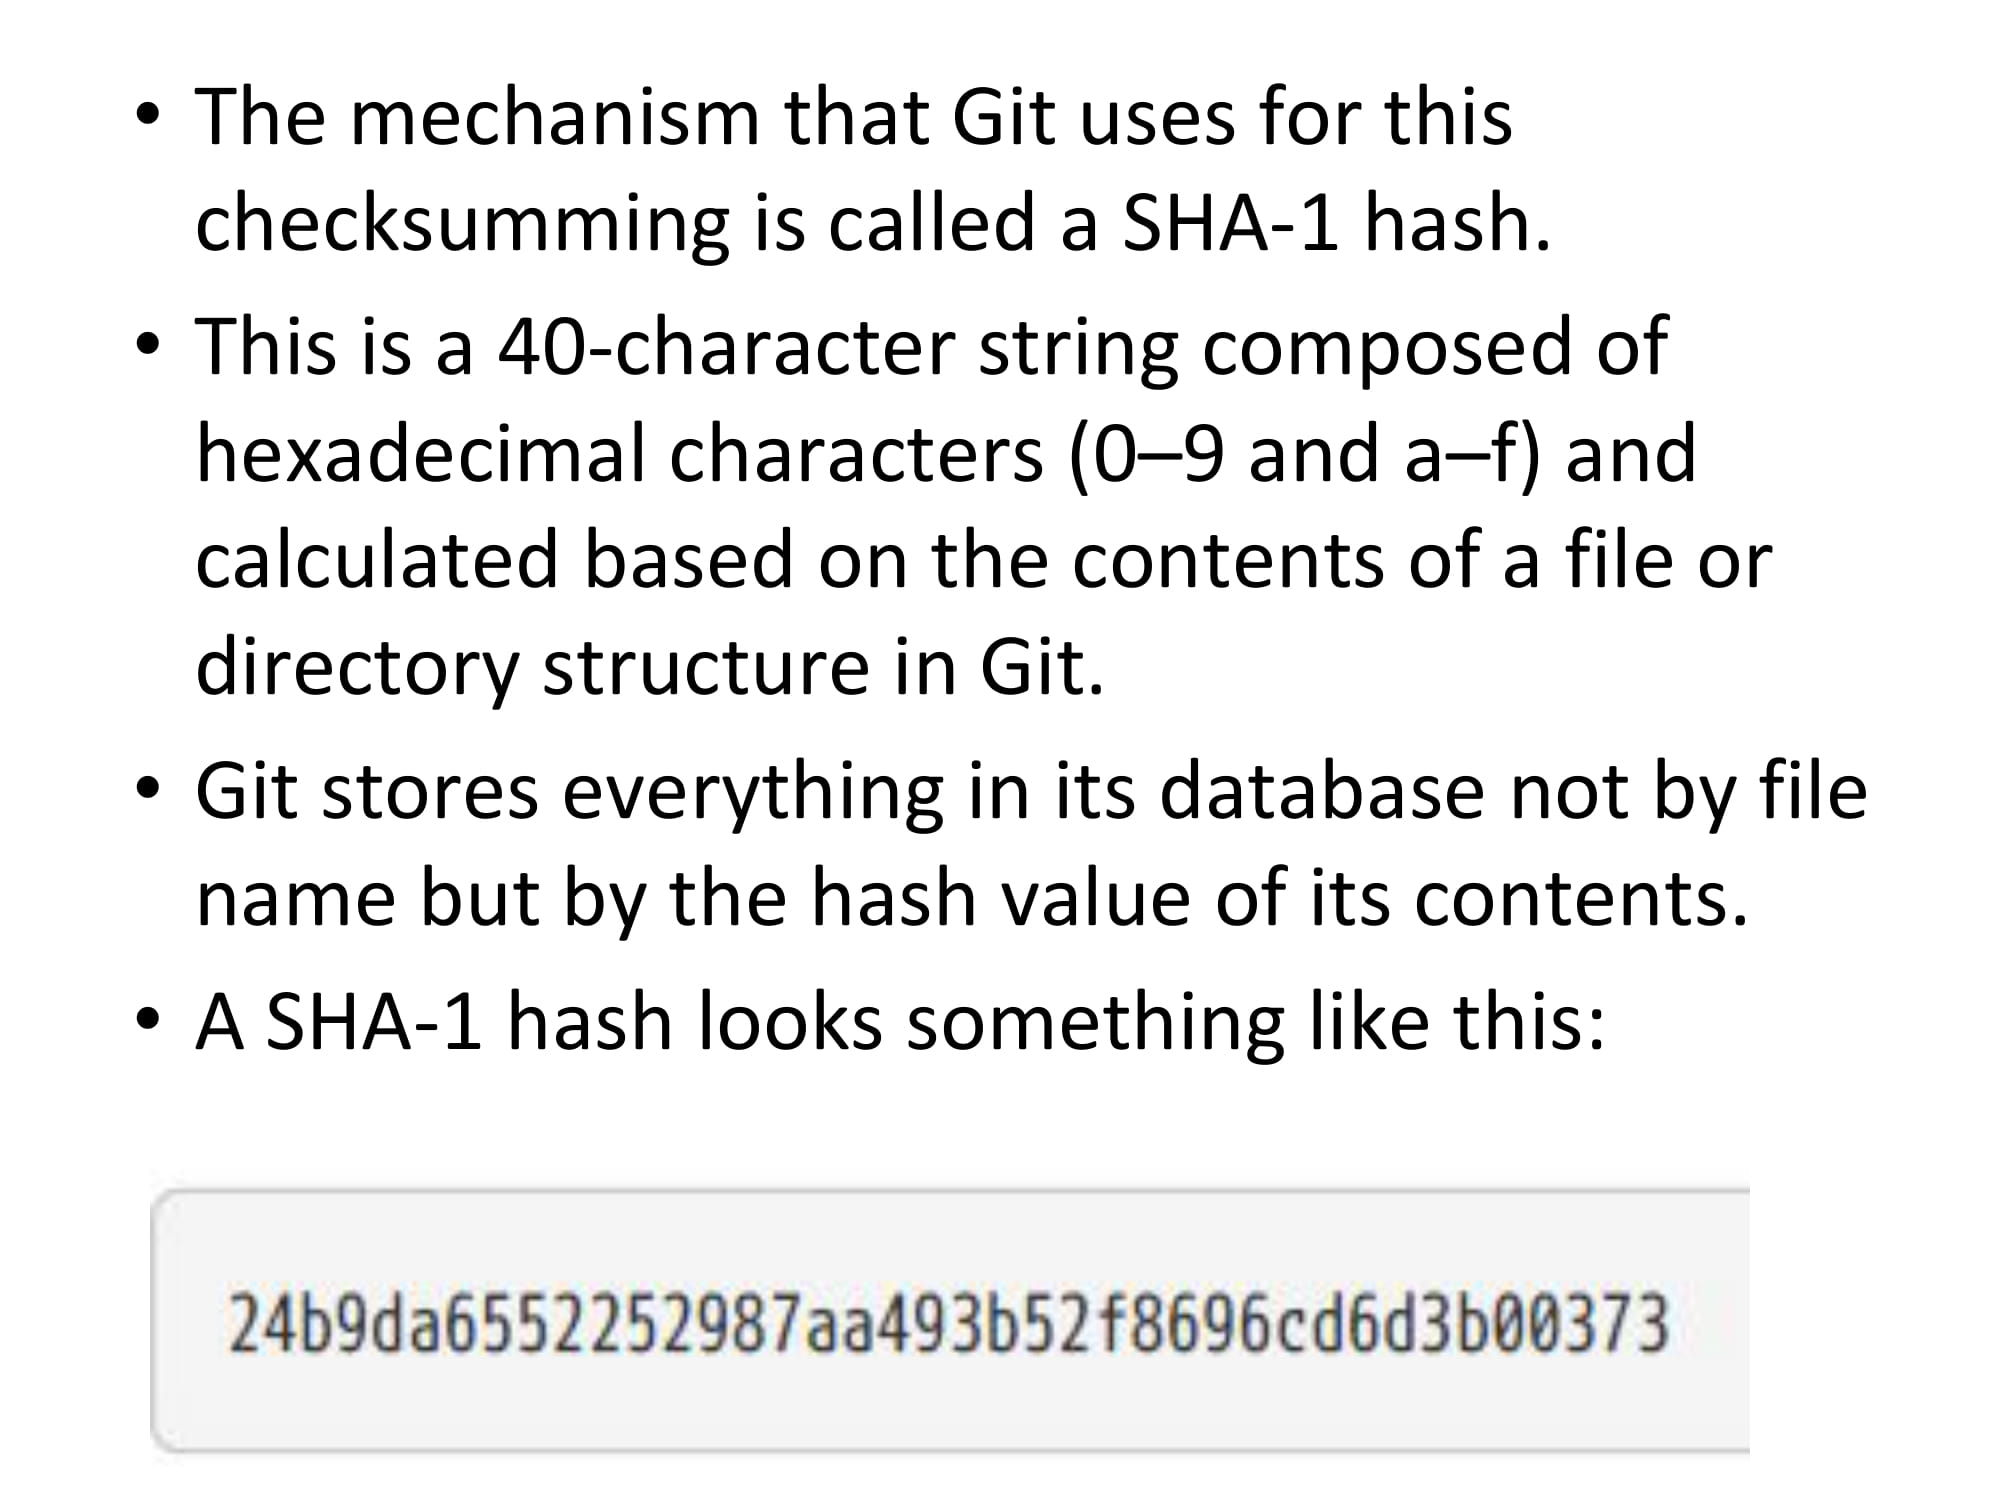 • The mechanism that Git uses for this
checksumming is called a SHA-1 hash.
• This is a 40-character string composed of
hexadecimal characters (0–9 and a–f) and
calculated based on the contents of a file or
directory structure in Git.
• Git stores everything in its database not by file
name but by the hash value of its contents.
• A SHA-1 hash looks something like this:
24b9da6552252987aa493b52f8696cd6d3b00373